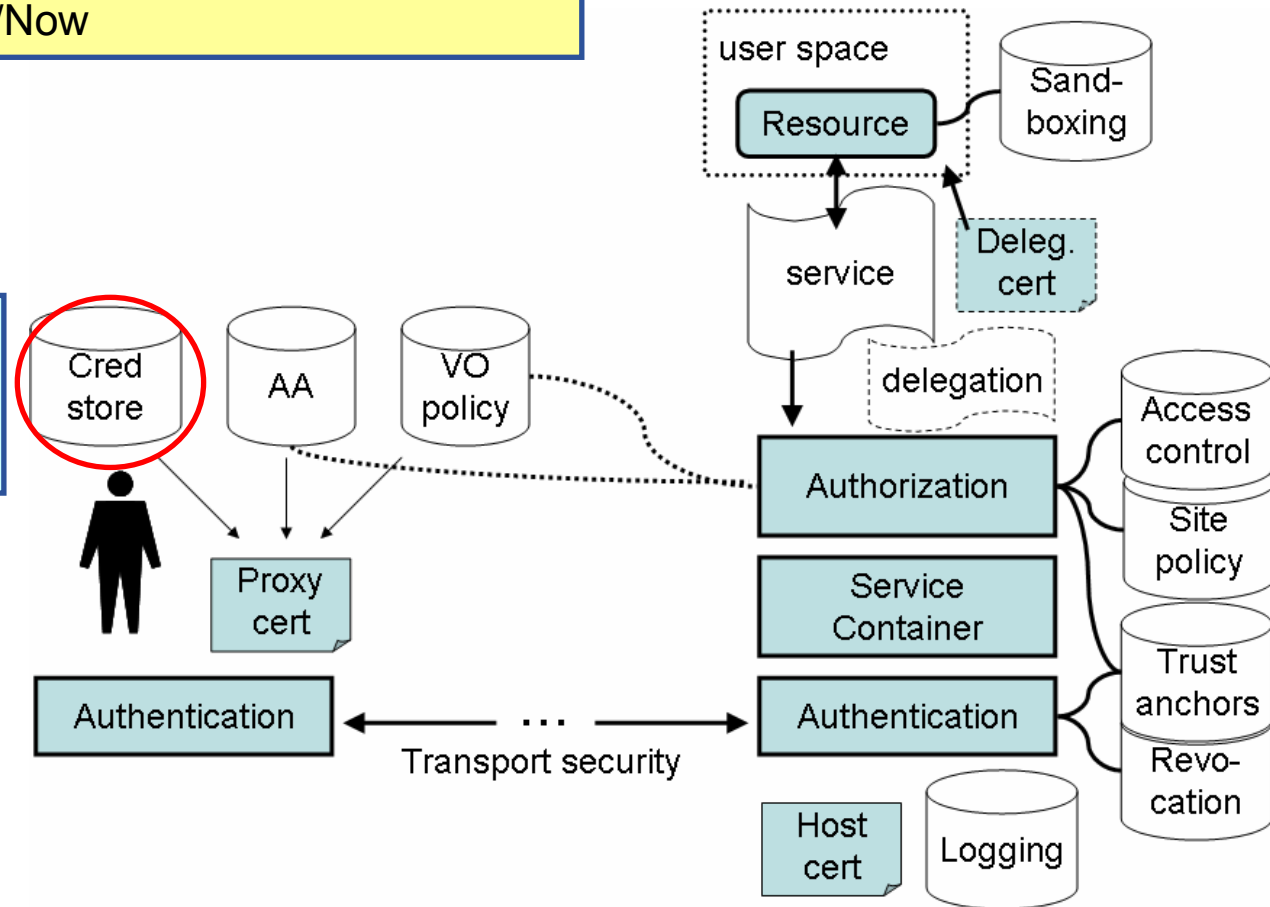 /Now
user space
Resource
Sand-
boxing
service
Deleg.
cert
delegation
Cred
store
AA
VO
policy
Authorization
Access
control
Site
policy
Proxy
cert
Service
Container
Trust
anchors
Authentication
...
Transport security
Authentication
Revo-
cation
Host
cert
Logging